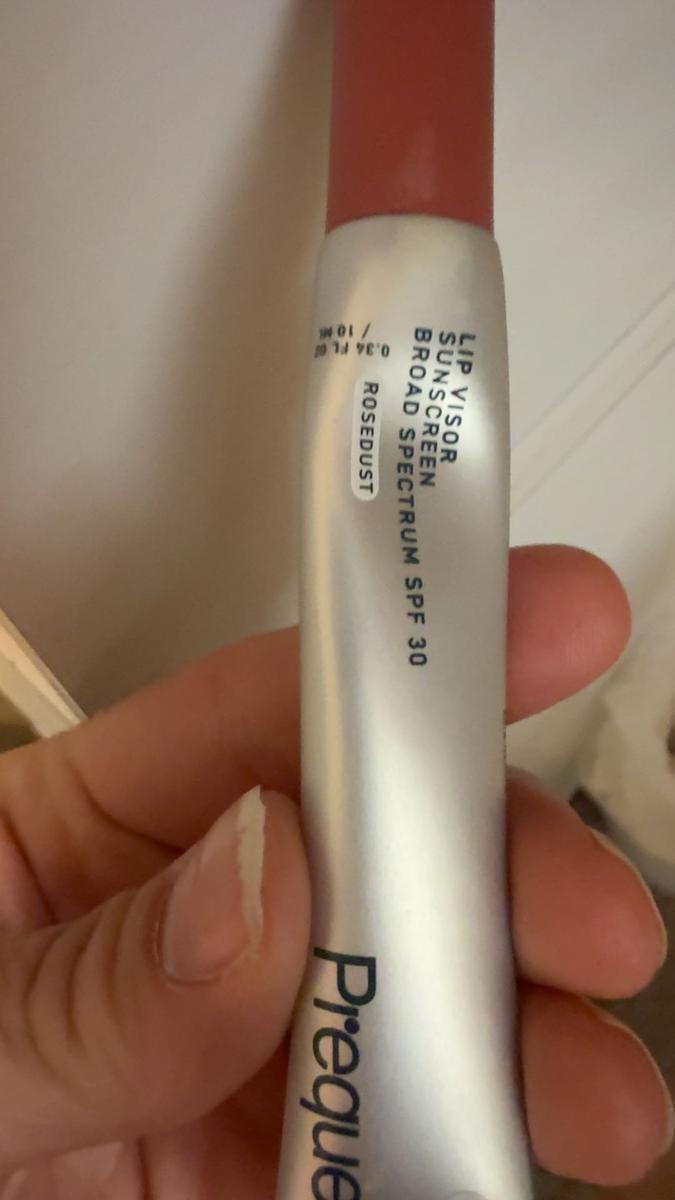 LIP VISOR
SUNSCREEN
BROAD SPECTRUM SPF 30
ROSEDUST
0.34 FL OZ
/ 10 ML
Preque